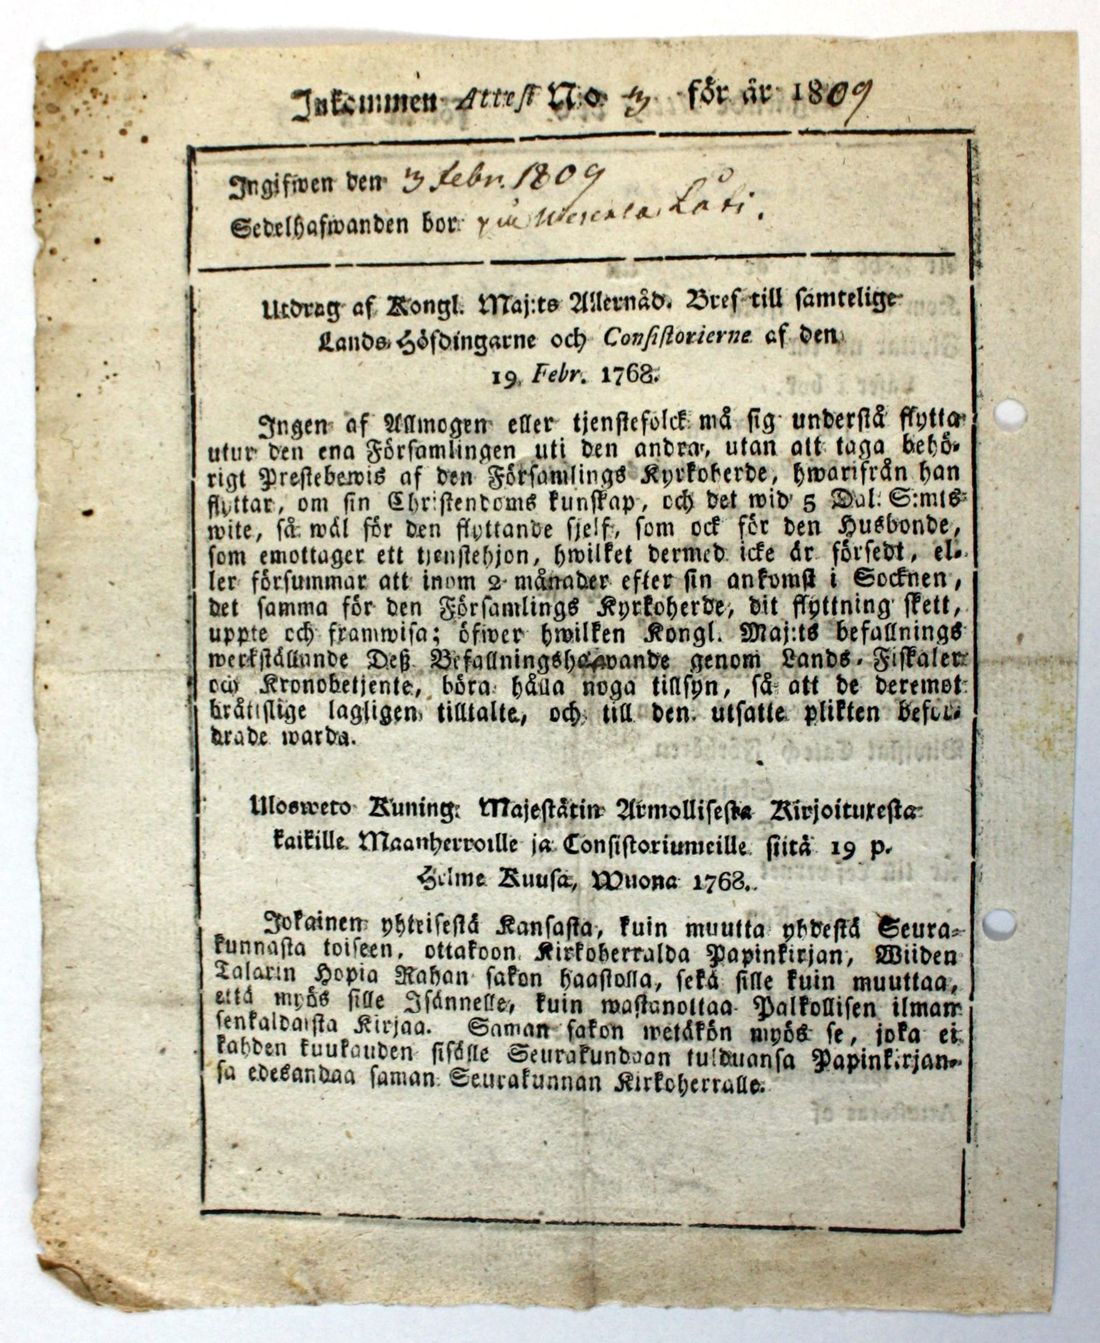 Inkommen Attest No. 3 för år 1809
Ingifwen den 3 Febr. 1809
Sedelhafwanden bor
Utdrag af Kongl. Maj:ts Allernåd. Bref till samtelige
Lands-Höfdingarne och Consistorierne af den
19 Febr. 1768.
Ingen af Allmogen eller tjenstefolck må sig understå flytta
utur den ena Församlingen uti den andra, utan att taga behö-
rigt Prestebewis af den Församlings Kyrkoherde, hwarifrån han
flyttar, om sin Christendoms kunskap, och det wid 5 Dal. S:mts
wite, så wäl för den flyttande sjelf, som ock för den Husbonde,
som emottager ett tjenstehjon, hwilket dermed icke är försedt, el-
ler försummar att inom 2 månader efter sin ankomst i Socknen,
det samma för den Församlings Kyrkoherde, dit flyttning skett,
uppte och framwisa; öfwer hwilken Kongl. Maj:ts befallnings
werkställande Deß Befallningshafwande genom Lands-Fiskaler
och Kronobetjente, böra hålla noga tillsyn, så att de deremot
bråtslige lagligen tilltalte, och till den utsatte plikten befor-
drade warda.
Ulosweto Kuning. Majestätin Armollisesta Kirjoituxesta
kaikille Maanherroille ja Consistoriumeille siitä 19 p.
Helme Kuusa, Wuona 1768.
Jokainen yhteisestä Kansasta, kuin muutta yhdestä Seura-
kunnasta toiseen, ottakoon Kirkoherralda Papinkirjan, Wiiden
Talarin Hopia Rahan sakon haastolla, sekä sille kuin muuttaa,
että myös sille Isännelle, kuin wastanottaa Palkollisen ilman
senkaldaista Kirjaa. Saman sakon wetäkön myös se, joka ei
kahden kuukauden sisälle Seurakundaan tulduansa Papinkirjan-
sa edesandaa saman Seurakunnan Kirkoherralle.